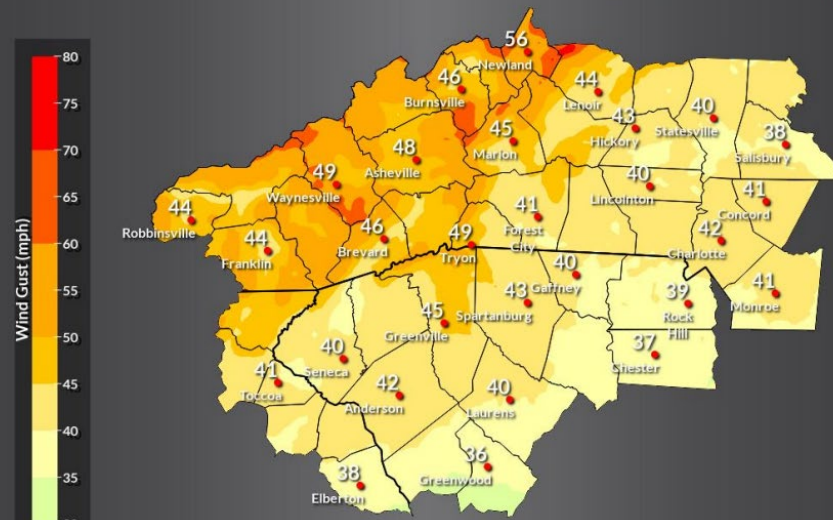 80
75
70
65
60
55
50
45
40
35
Wind Gust (mph)
56
Newland
46
Burnsville
44
Lenoir
40
Statesville
43
Hickory
38
Salisbury
45
Marion
48
Asheville
49
Waynesville
40
Lincolnton
41
Concord
44
Robbinsville
41
Forest
City
42
Charlotte
46
Brevard
49
Tryon
44
Franklin
40
Gaffney
41
Monroe
39
Rock
Hill
43
Spartanburg
45
Greenville
37
Chester
40
Seneca
41
Toccoa
42
Anderson
40
Laurens
36
Greenwood
38
Elberton